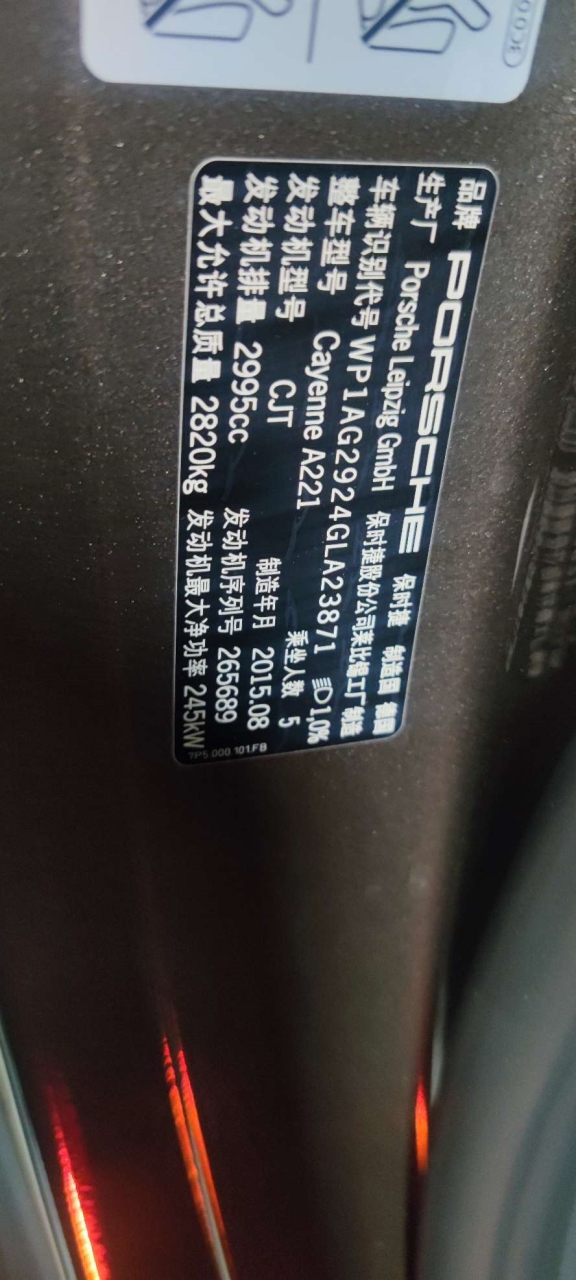 3C0 0
品牌 PORSCHE 保时捷 制造国 德国
生产厂 Porsche Leipzig GmbH 保时捷股份公司莱比锡工厂 制造
车辆识别代号 WP1AG2924GLA23871 1,0%
整车型号 Cayenne A221 乘坐人数 5
发动机型号 CJT 制造年月 2015.08
发动机排量 2995cc 发动机序列号 265689
最大允许总质量 2820kg 发动机最大净功率 245kW
7P5.000.101.FB